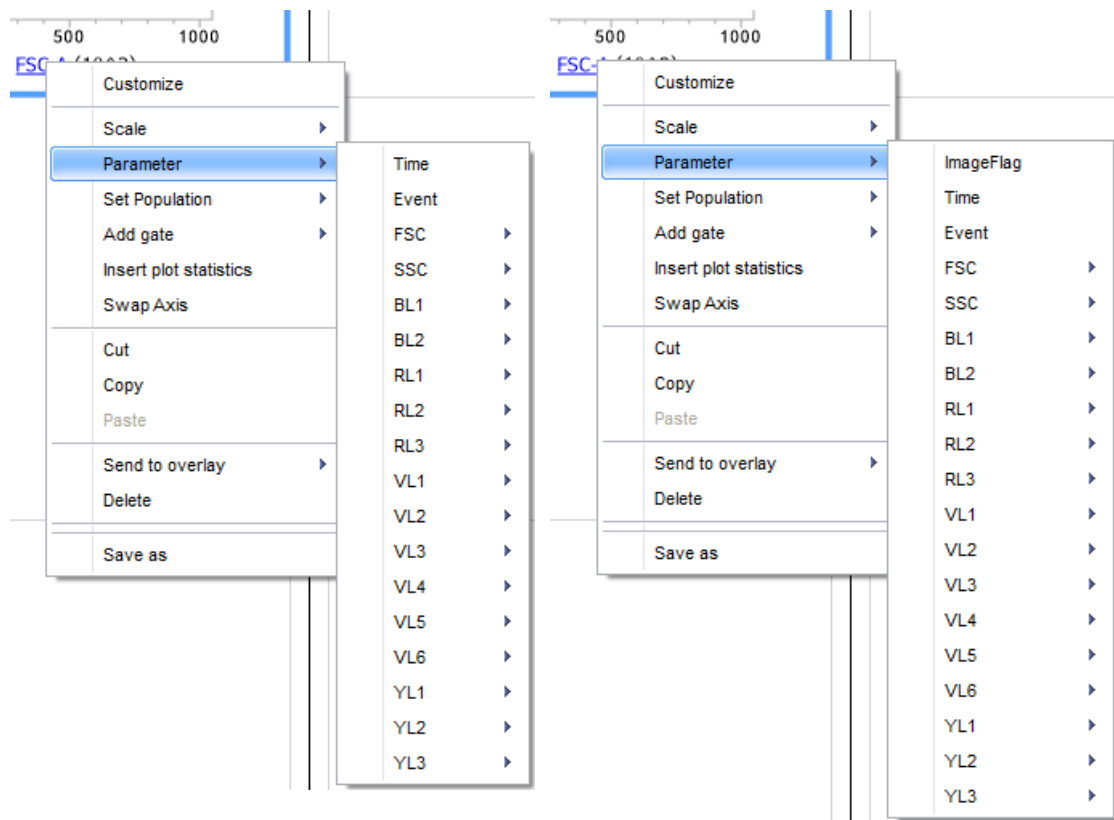 500 1000
FSC-A (10^3)
Customize
Scale
Parameter
Set Population
Add gate
Insert plot statistics
Swap Axis
Cut
Copy
Paste
Send to overlay
Delete
Save as
Time
Event
FSC
SSC
BL1
BL2
RL1
RL2
RL3
VL1
VL2
VL3
VL4
VL5
VL6
YL1
YL2
YL3
500 1000
FSC-A
Customize
Scale
Parameter
Set Population
Add gate
Insert plot statistics
Swap Axis
Cut
Copy
Paste
Send to overlay
Delete
Save as
ImageFlag
Time
Event
FSC
SSC
BL1
BL2
RL1
RL2
RL3
VL1
VL2
VL3
VL4
VL5
VL6
YL1
YL2
YL3